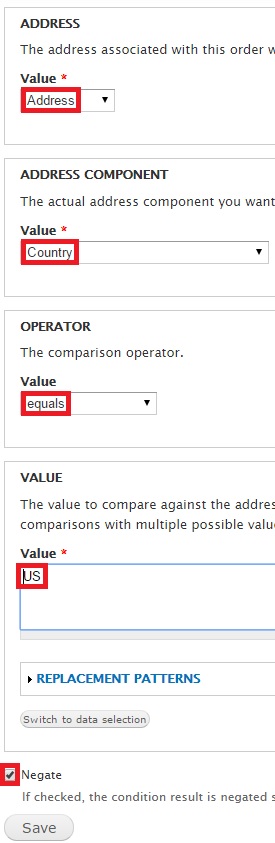 ADDRESS
The address associated with this order w
Value *
Address
ADDRESS COMPONENT
The actual address component you want
Value *
Country
OPERATOR
The comparison operator.
Value
equals
VALUE
The value to compare against the addres
comparisons with multiple possible value
Value *
US
REPLACEMENT PATTERNS
Switch to data selection
Negate
If checked, the condition result is negated s
Save